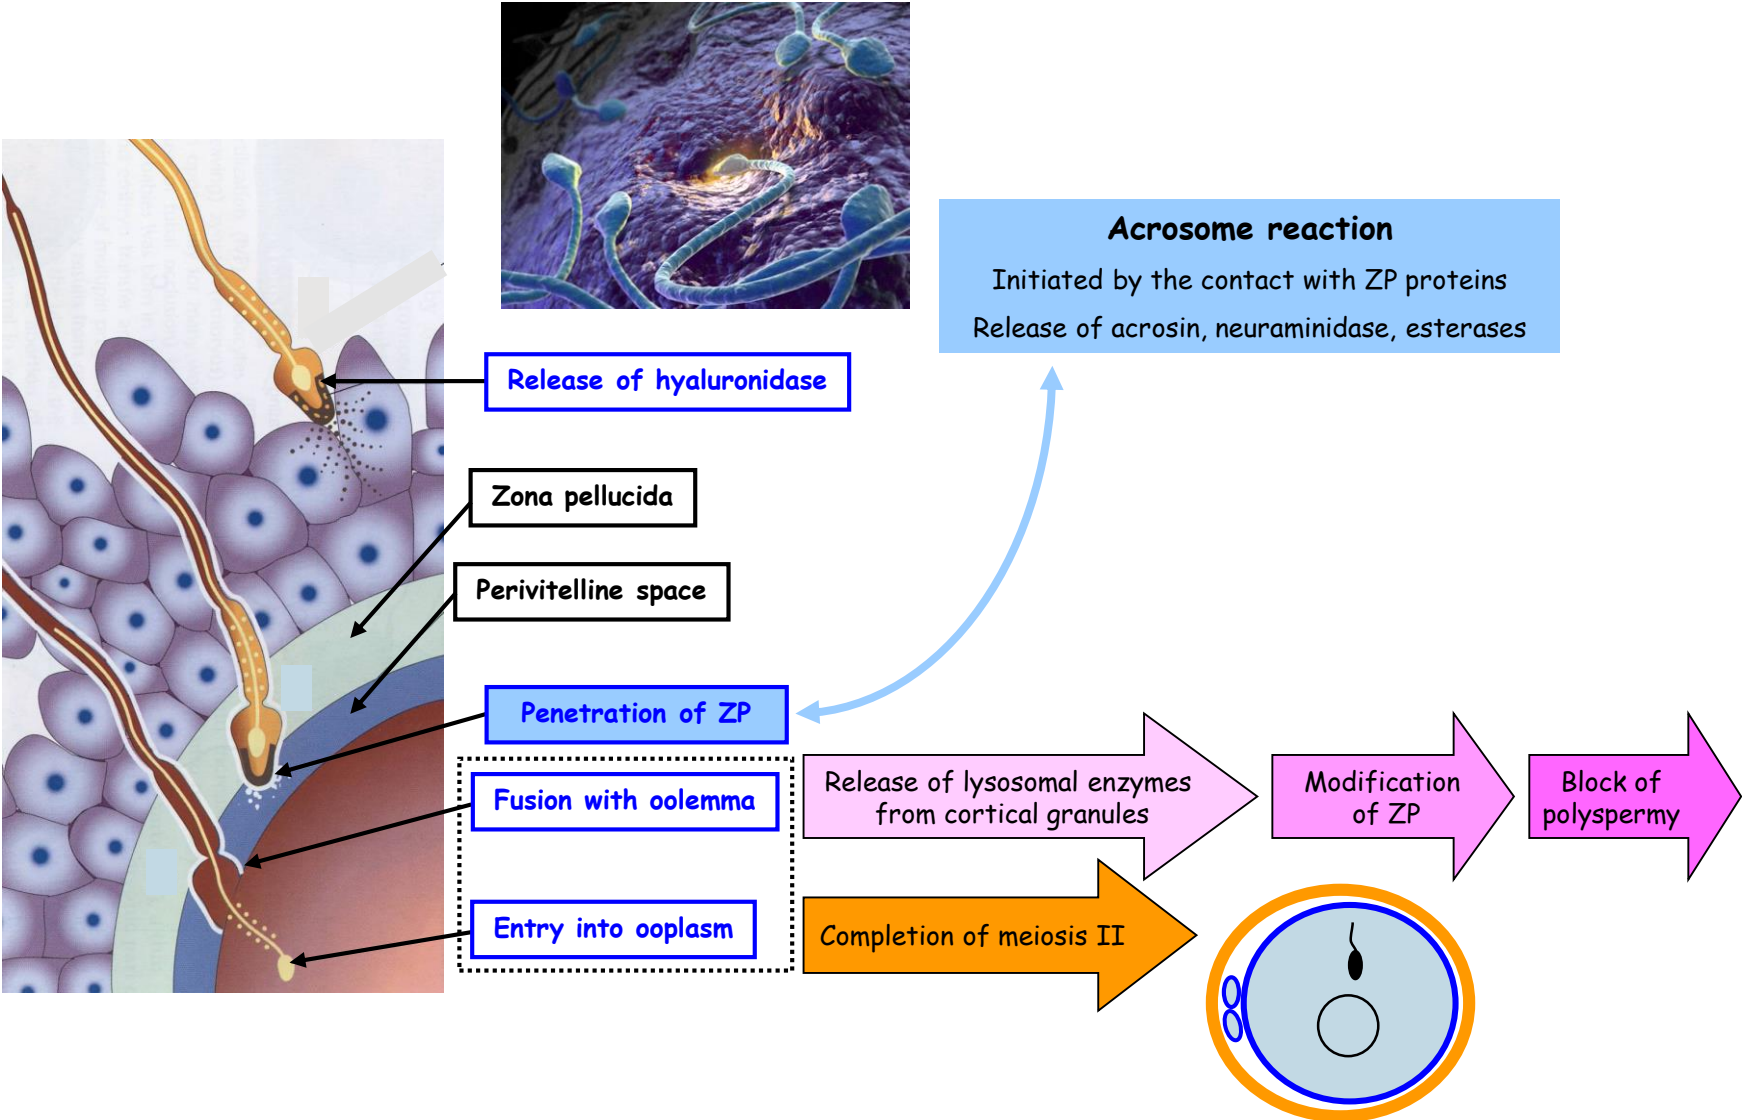 Acrosome reaction
Initiated by the contact with ZP proteins
Release of acrosin, neuraminidase, esterases
Release of hyaluronidase
Zona pellucida
Perivitelline space
Penetration of ZP
Fusion with oolemma
Entry into ooplasm
Release of lysosomal enzymes
from cortical granules
Modification
of ZP
Block of
polyspermy
Completion of meiosis II